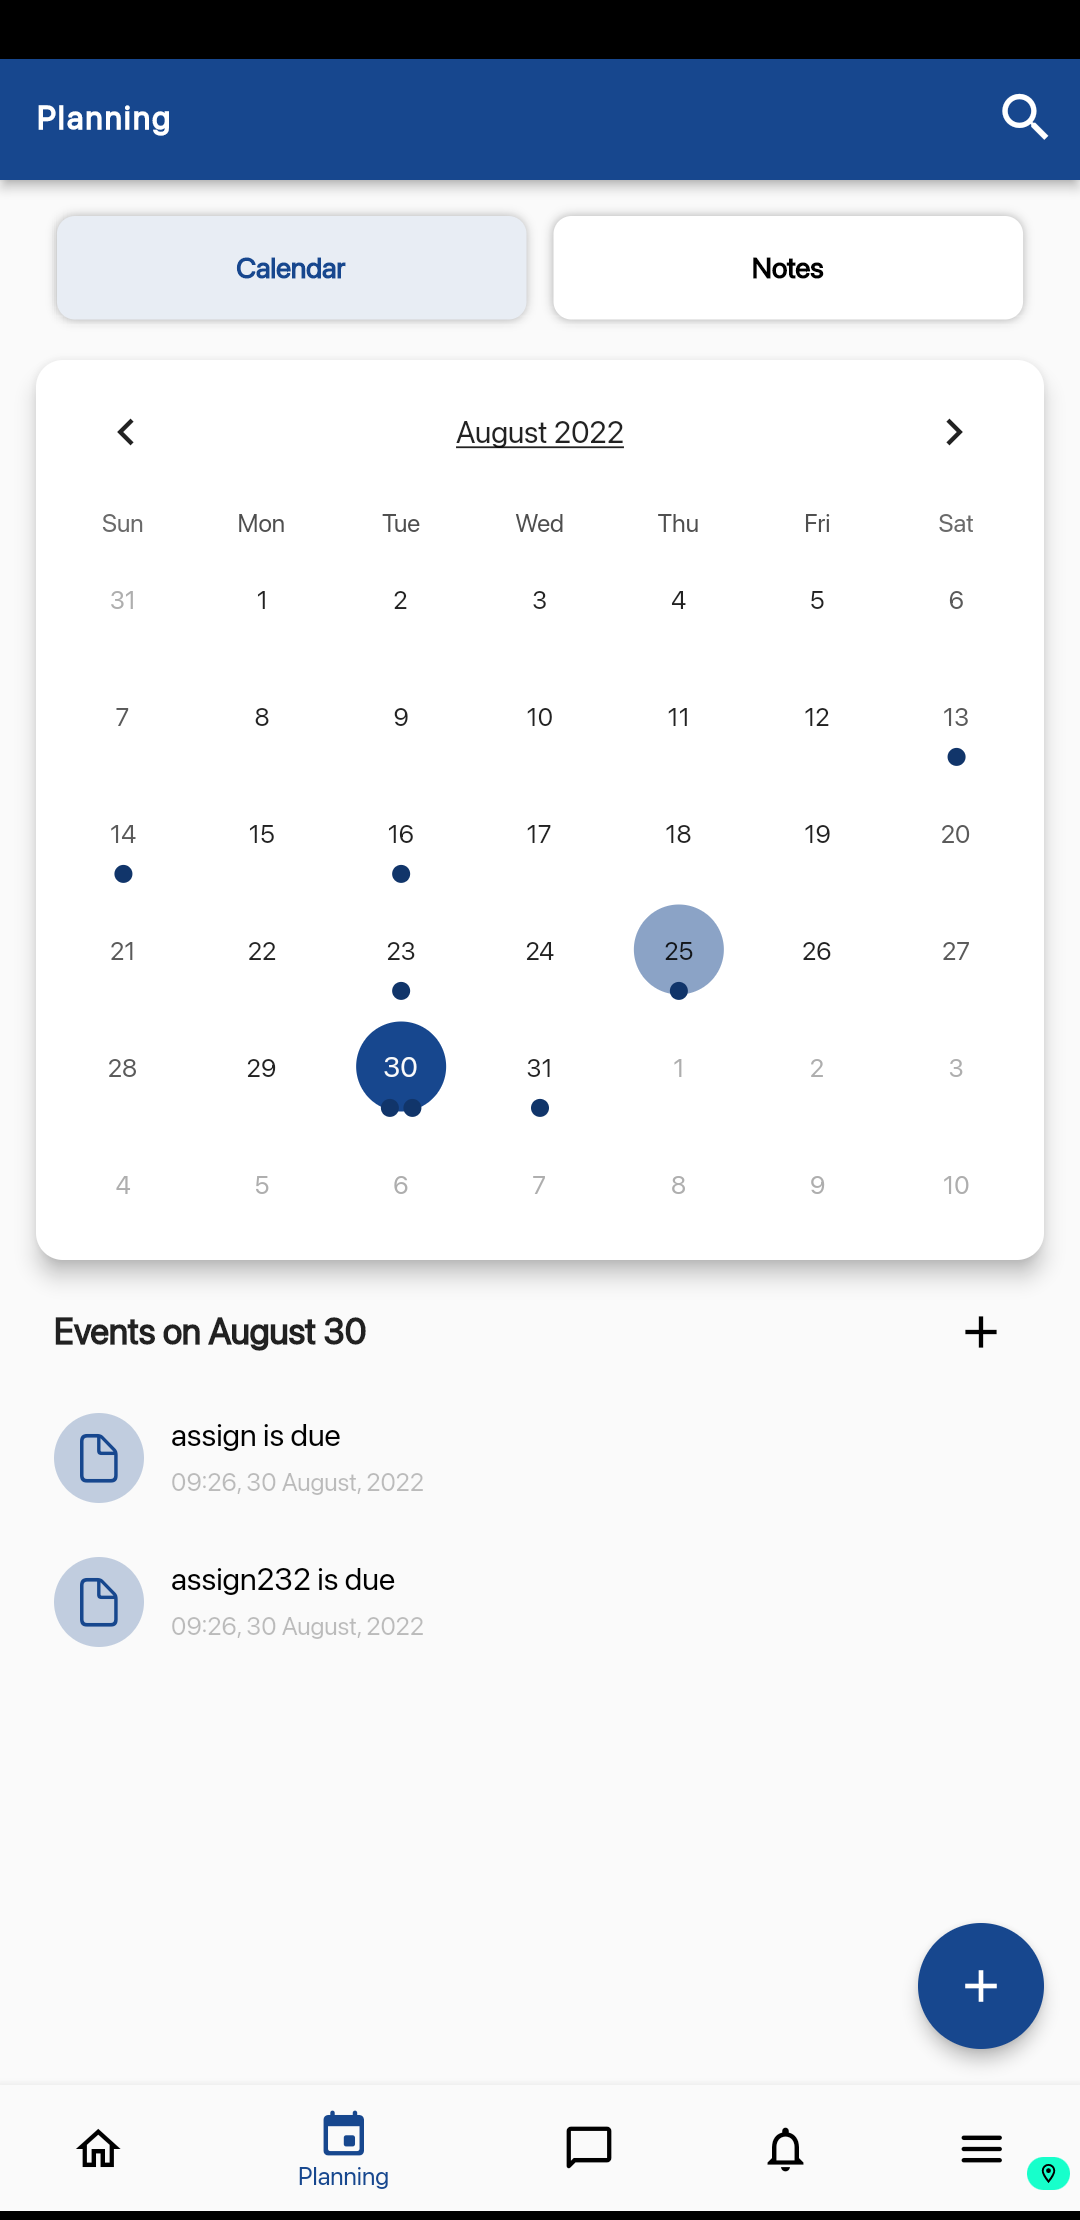 Planning
Calendar Notes
August 2022
Sun Mon Tue Wed Thu Fri Sat
31 1 2 3 4 5 6
7 8 9 10 11 12 13
14 15 16 17 18 19 20
21 22 23 24 25 26 27
28 29 30 31 1 2 3
4 5 6 7 8 9 10
Events on August 30
assign is due
09:26, 30 August, 2022
assign232 is due
09:26, 30 August, 2022
Planning